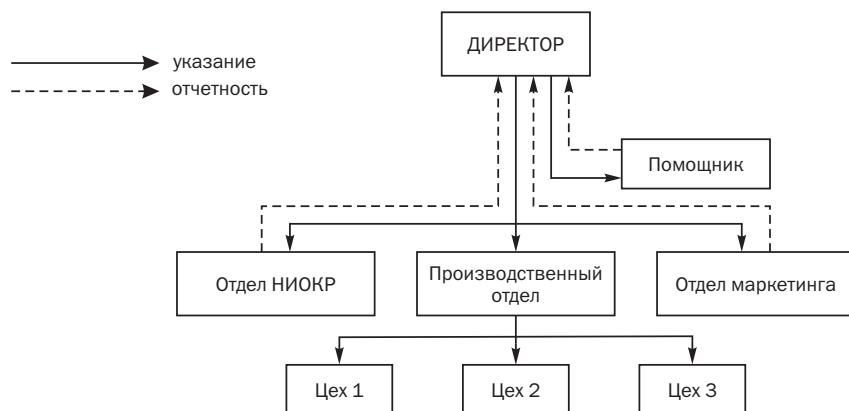 ДИРЕКТОР
указание
отчетность
Помощник
Отдел НИОКР
Производственный
отдел
Отдел маркетинга
Цех 1
Цех 2
Цех 3